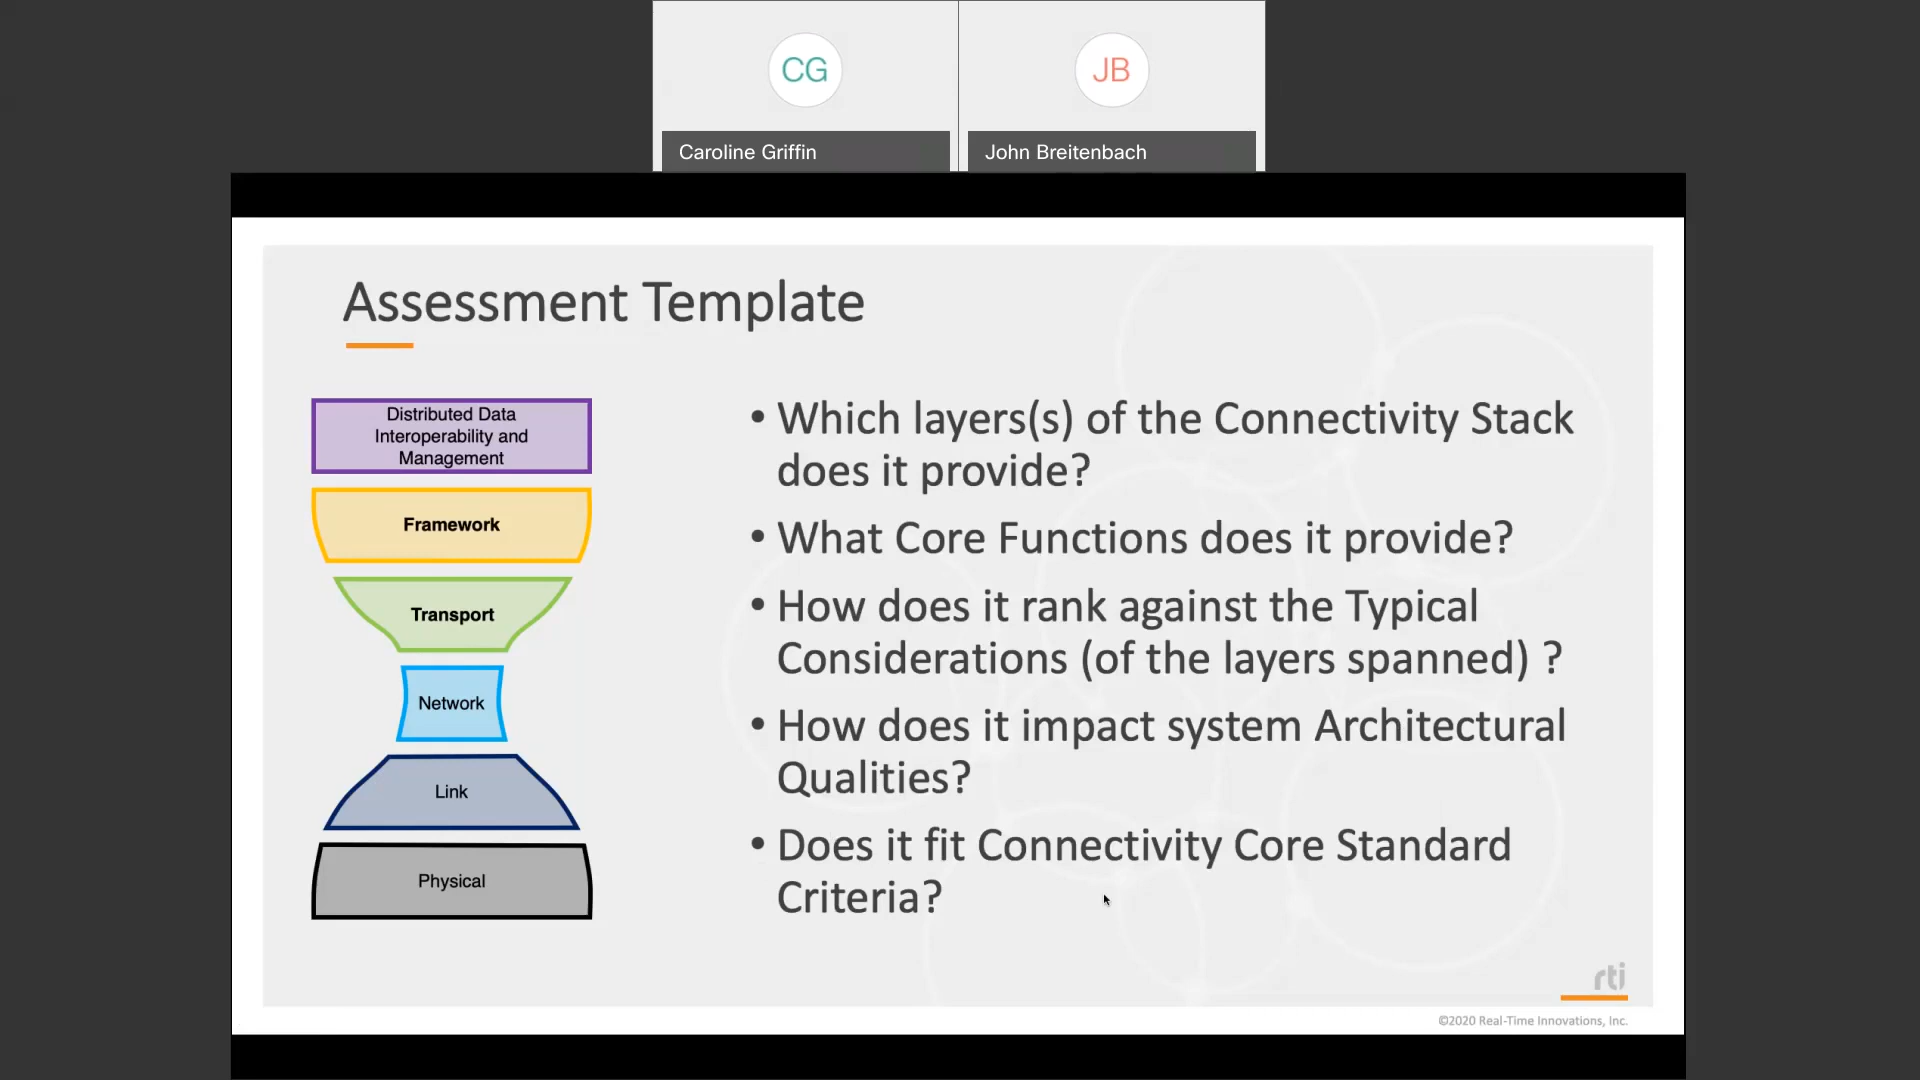 CG
JB
Caroline Griffin
John Breitenbach
Assessment Template
Distributed Data
Interoperability and
Management
Framework
Transport
Network
Link
Physical
• Which layers(s) of the Connectivity Stack
does it provide?
• What Core Functions does it provide?
• How does it rank against the Typical
Considerations (of the layers spanned) ?
• How does it impact system Architectural
Qualities?
• Does it fit Connectivity Core Standard
Criteria?
rti
©2020 Real-Time Innovations, Inc.